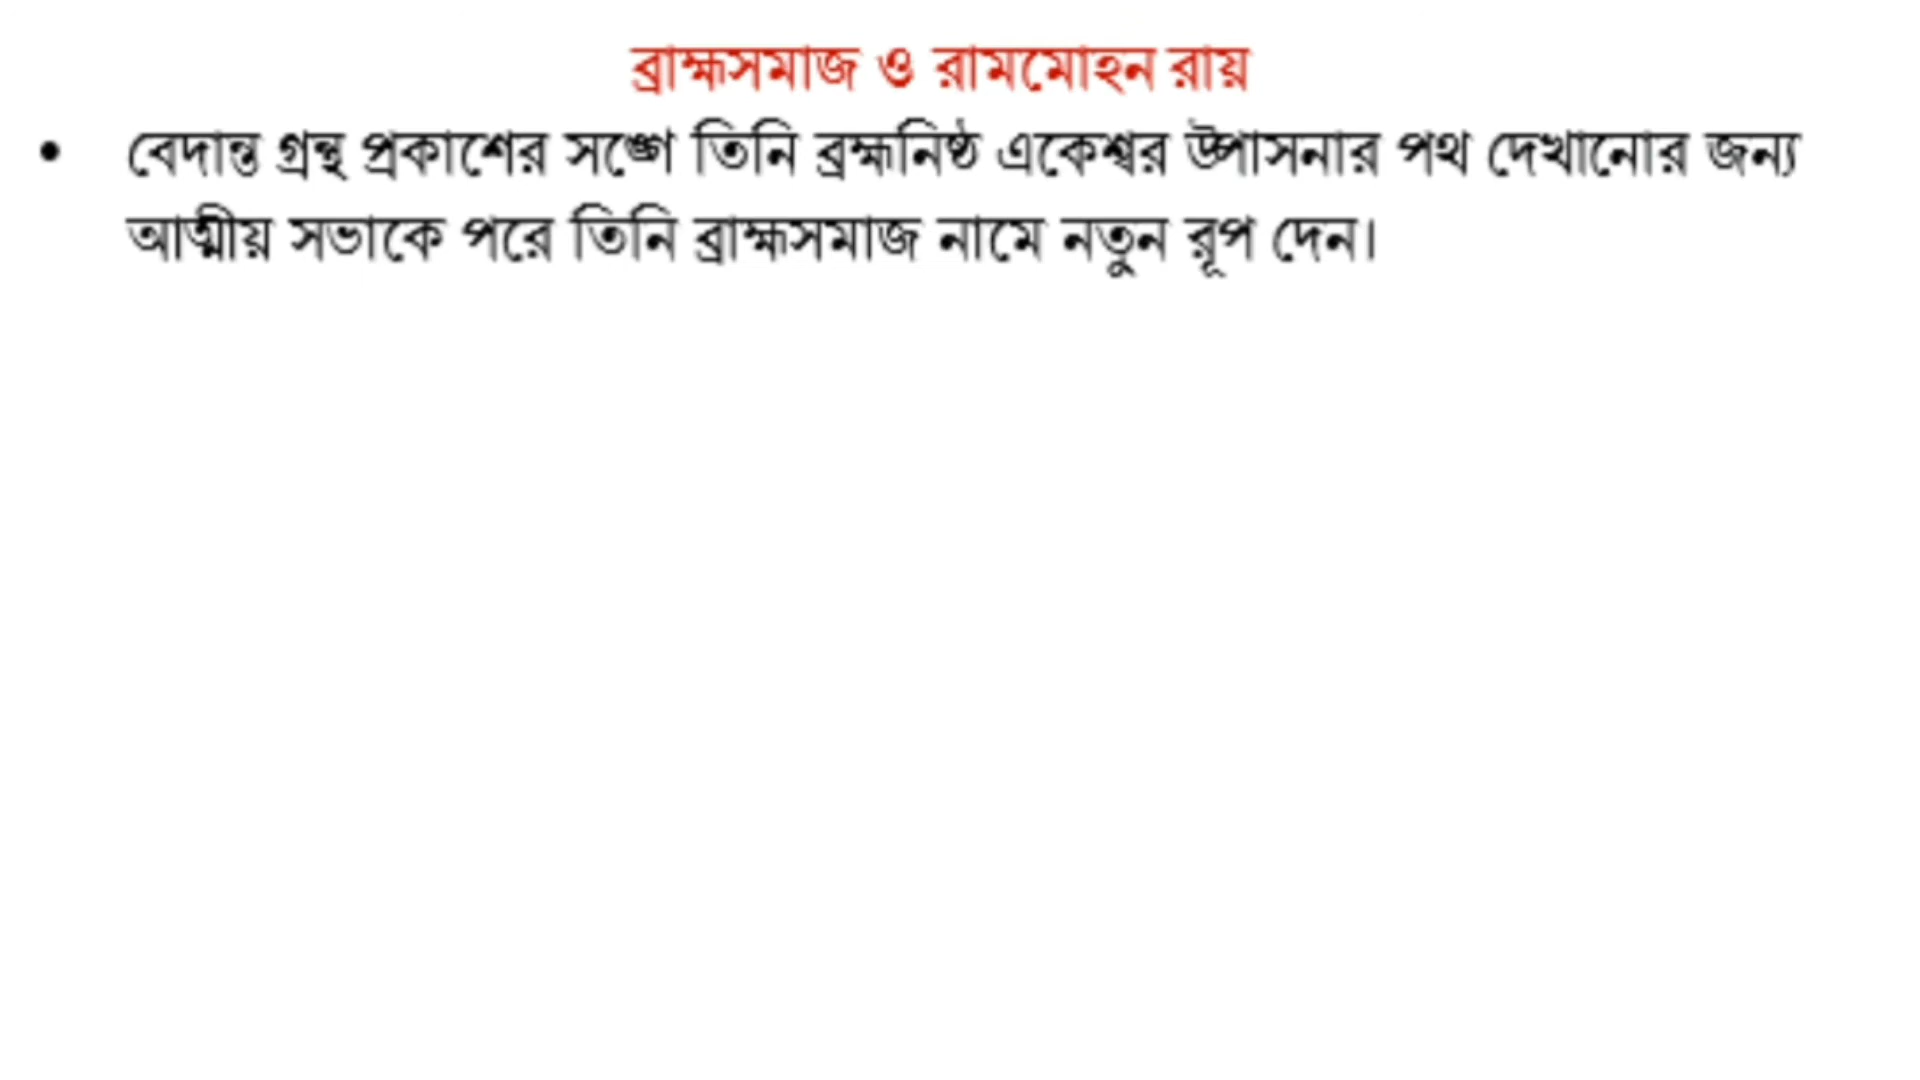 ব্রাহ্মসমাজ ও রামমোহন রায়
• বেদান্ত গ্রন্থ প্রকাশের সঙ্গে তিনি ব্রহ্মনিষ্ঠ একেশ্বর উপাসনার পথ দেখানোর জন্য
আত্মীয় সভাকে পরে তিনি ব্রাহ্মসমাজ নামে নতুন রূপ দেন।